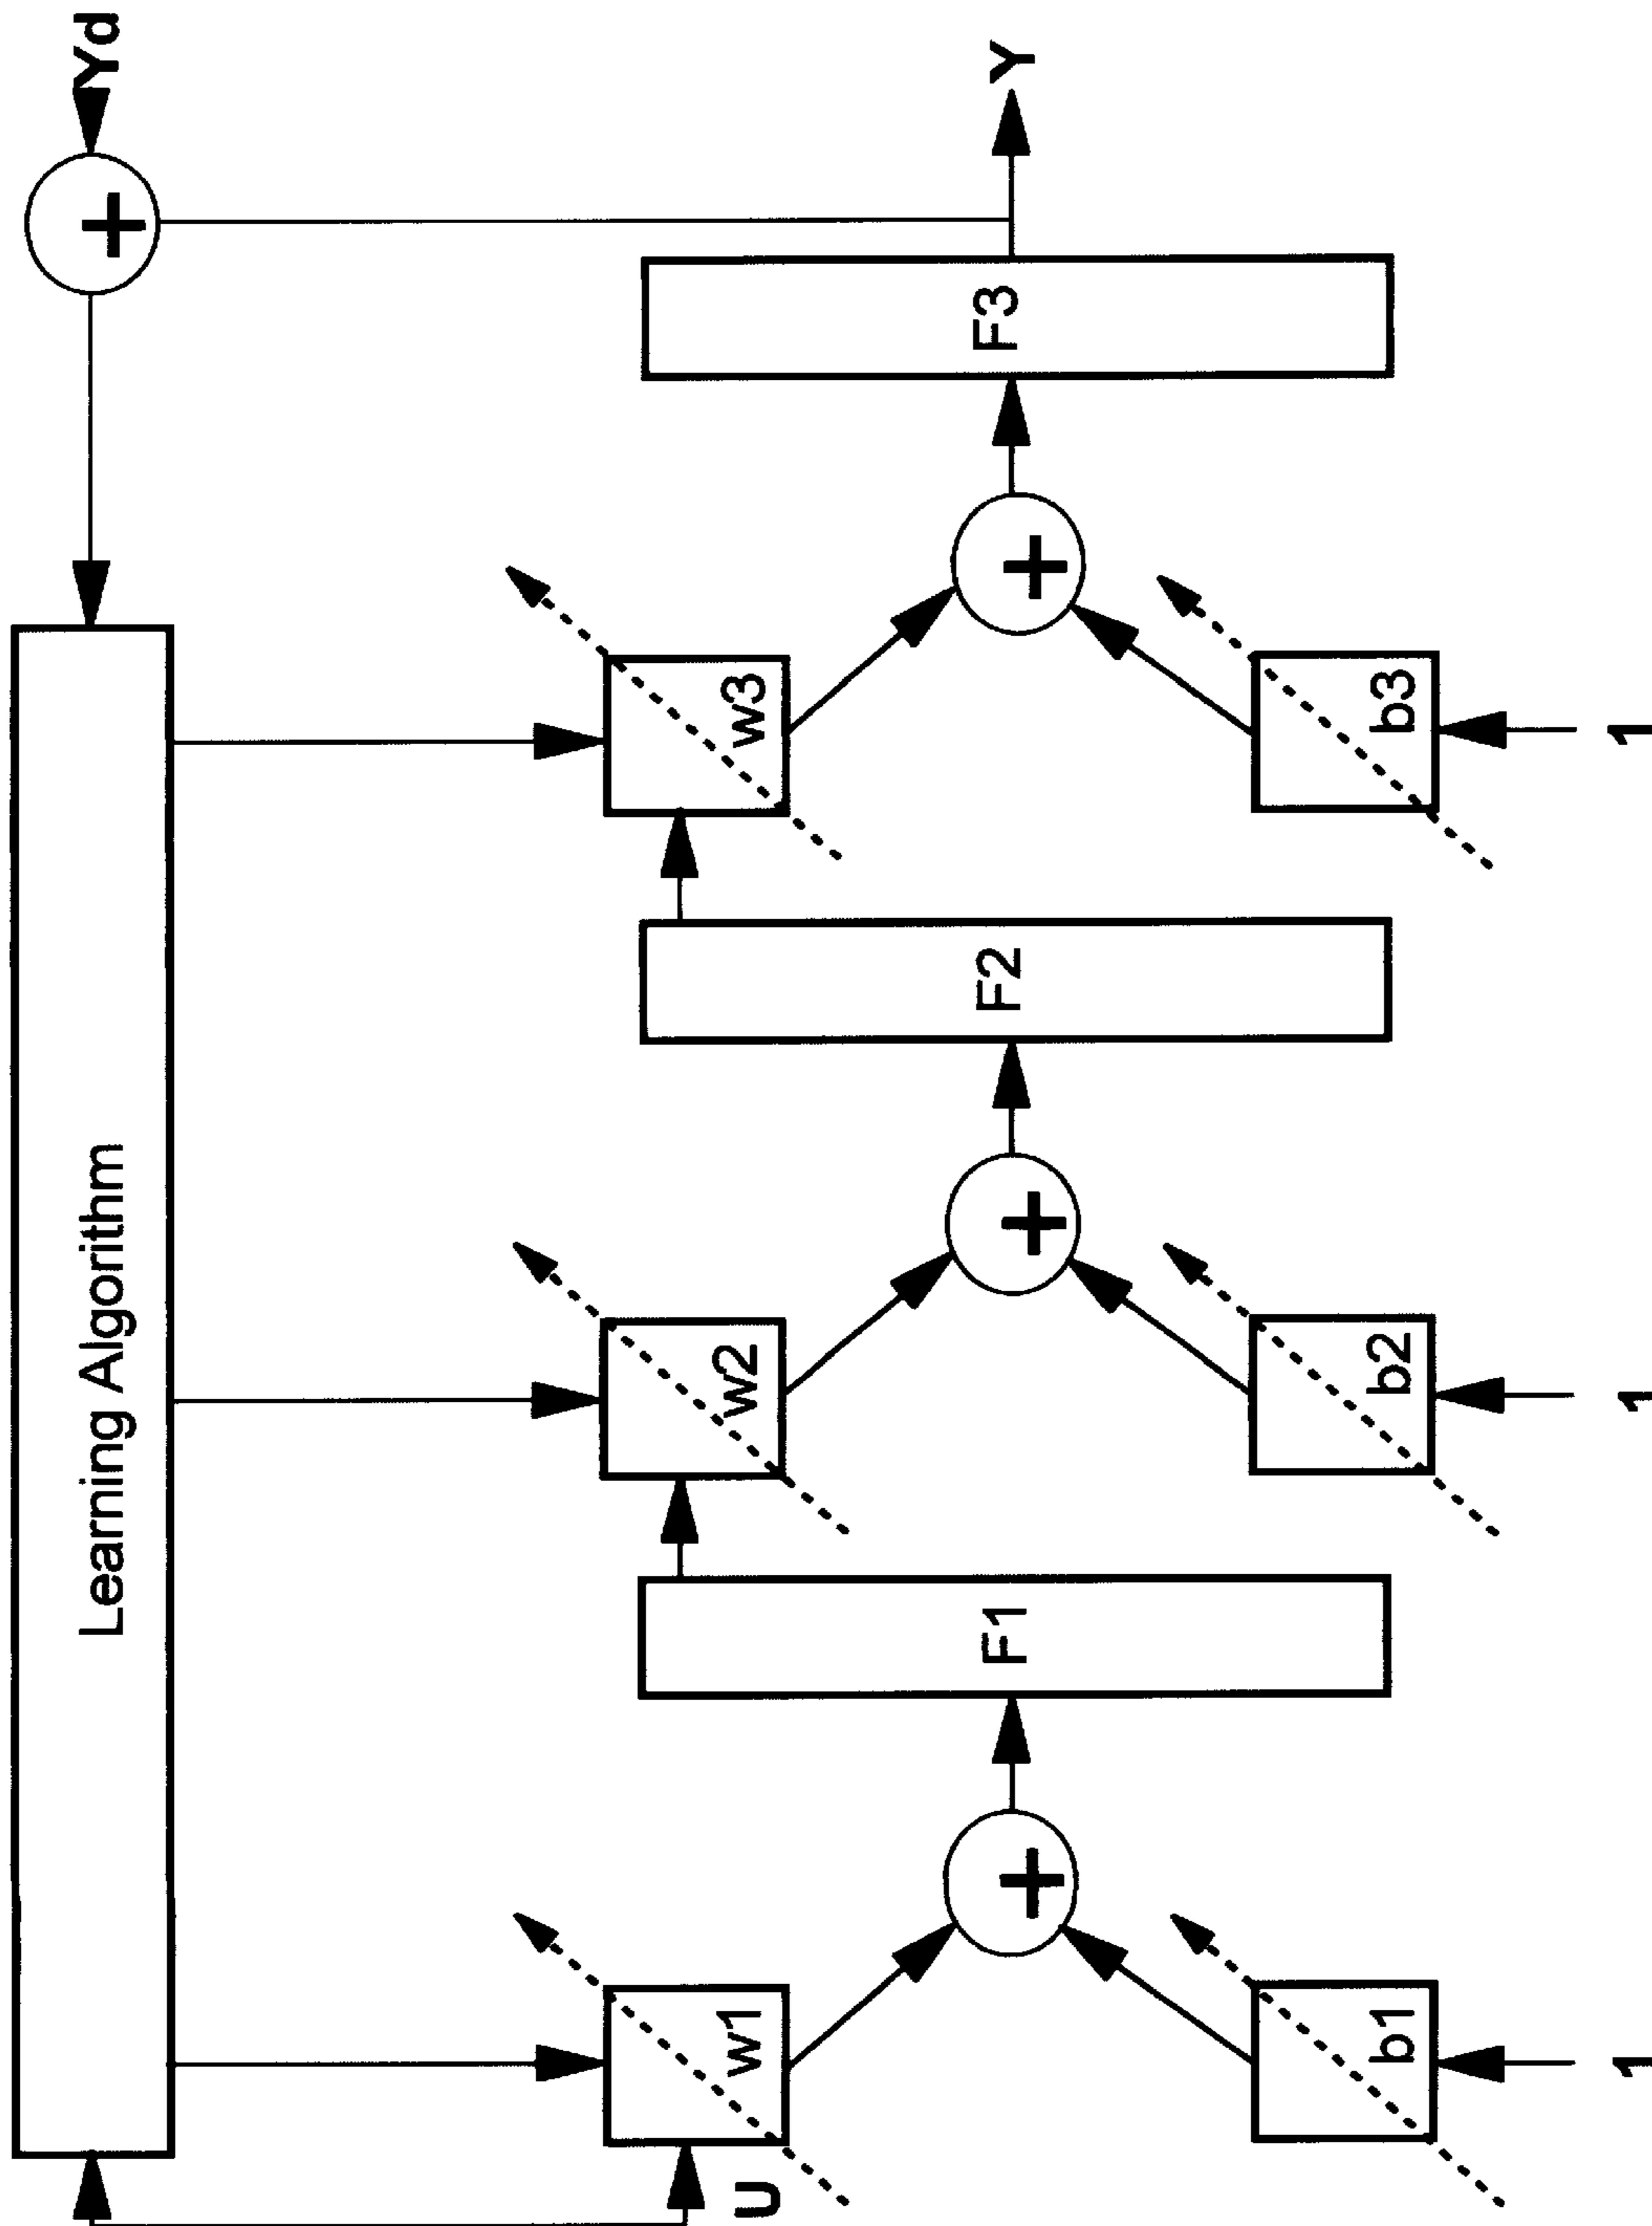 Learning Algorithm
Yd
U
w1
w2
w3
F1
F2
F3
Y
+
+
+
+
b1
b2
b3
1
1
1